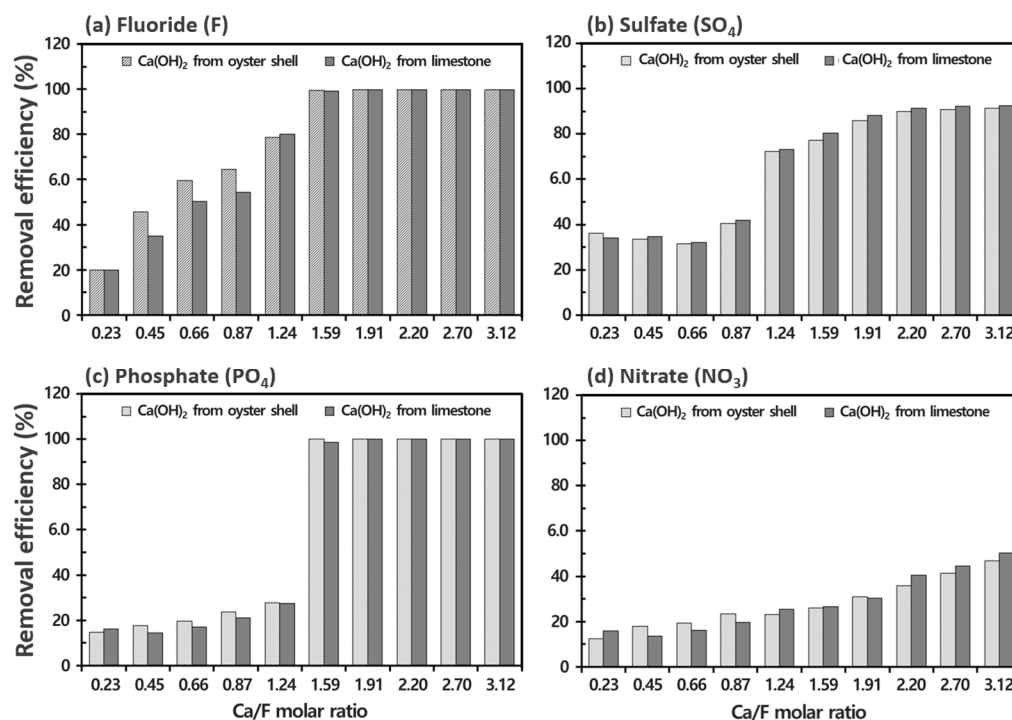 (a) Fluoride (F)
120
100
80
6.0
40
20
0
Removal efficiency (%)
Ca(OH)₂ from oyster shell
Ca(OH)₂ from limestone
0.23 0.45 0.66 0.87 1.24 1.59 1.91 2.20 2.70 3.12
(b) Sulfate (SO₄)
120
100
80
6.0
40
20
0
Ca(OH)₂ from oyster shell
Ca(OH)₂ from limestone
0.23 0.45 0.66 0.87 1.24 1.59 1.91 2.20 2.70 3.12
(c) Phosphate (PO₄)
120
100
80
6.0
40
20
0
Removal efficiency (%)
Ca(OH)₂ from oyster shell
Ca(OH)₂ from limestone
0.23 0.45 0.66 0.87 1.24 1.59 1.91 2.20 2.70 3.12
Ca/F molar ratio
(d) Nitrate (NO₃)
120
100
80
6.0
40
20
0
Ca(OH)₂ from oyster shell
Ca(OH)₂ from limestone
0.23 0.45 0.66 0.87 1.24 1.59 1.91 2.20 2.70 3.12
Ca/F molar ratio